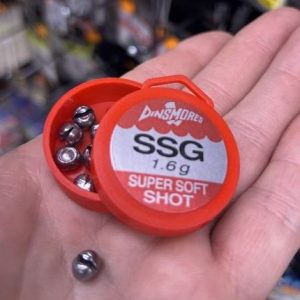 DINSMORES
SSG
1.6g
SUPER SOFT
SHOT